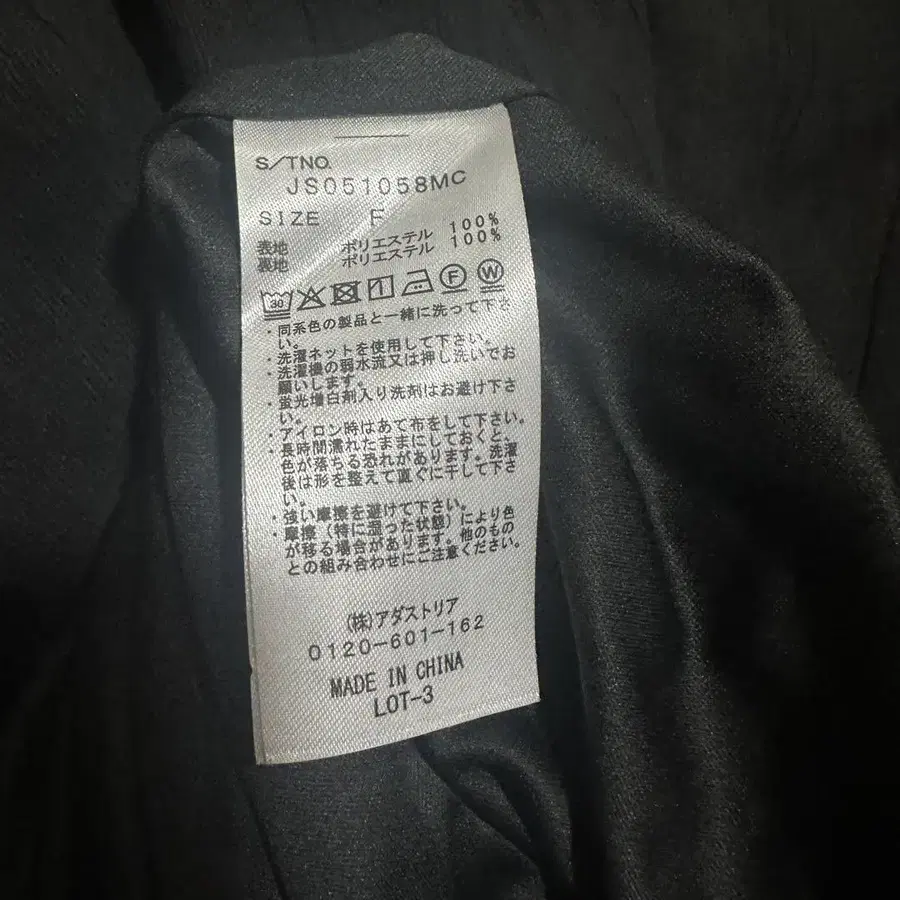 S/TNO.
JS051058MC
SIZE F
表地 ポリエステル 100%
裏地 ポリエステル 100%
30 F W
・同系色の製品と一緒に洗って下さ
い。
・洗濯ネットを使用して下さい。
・洗濯機の弱水流又は押し洗いでお
願いします。
・蛍光増白剤入り洗剤はお避け下さ
い。
・アイロン時はあて布をして下さい。
・長時間濡れたままにしておくと、
色が落ちる恐れがあります。洗濯
後は形を整えて直ぐに干して下さ
い。
・強い摩擦を避けて下さい。
・摩擦（特に湿った状態）により色
が移る場合があります。他のもの
との組み合わせにご注意ください。
(株)アダストリア
0120-601-162
MADE IN CHINA
LOT-3